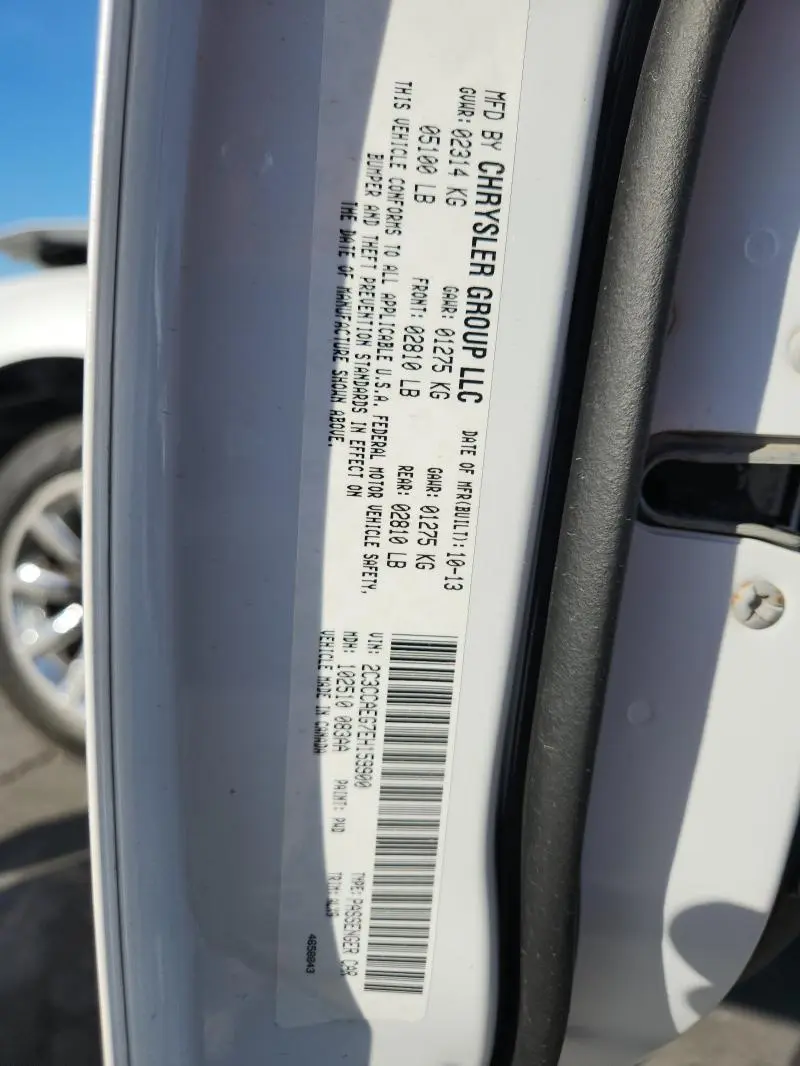 MFD BY CHRYSLER GROUP LLC DATE OF MFR(BUILT): 10-13
GVWR: 02314 KG GAWR: 01275 KG GAWR: 01275 KG
05100 LB FRONT: 02810 LB REAR: 02810 LB
THIS VEHICLE CONFORMS TO ALL APPLICABLE U.S.A. FEDERAL MOTOR VEHICLE SAFETY,
BUMPER AND THEFT PREVENTION STANDARDS IN EFFECT ON
THE DATE OF MANUFACTURE SHOWN ABOVE.
VIN: 2C3CCAEG7EH159900 TYPE: PASSENGER CAR
MDH: 102510 083AA PAINT: TRIM:
VEHICLE MADE IN CANADA
4658843